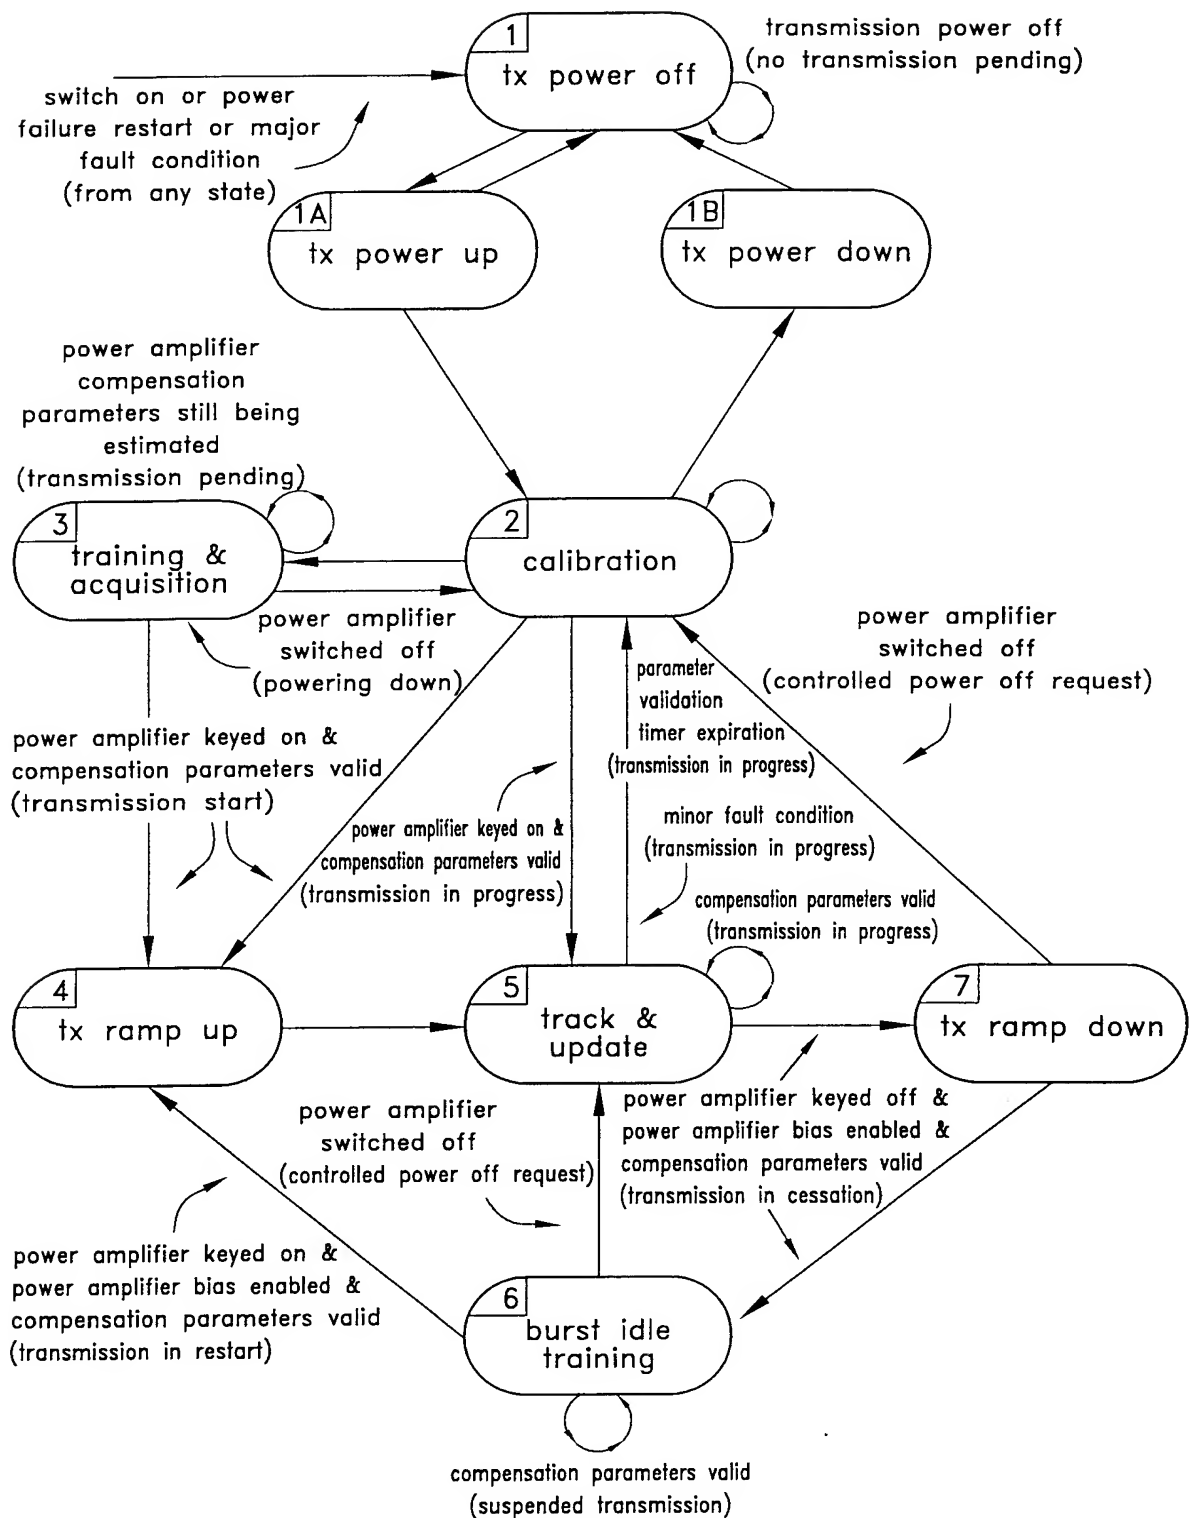 1
tx power off
transmission power off
(no transmission pending)
switch on or power
failure restart or major
fault condition
(from any state)
1A
tx power up
1B
tx power down
power amplifier
compensation
parameters still being
estimated
(transmission pending)
3
training &
acquisition
2
calibration
power amplifier
switched off
(powering down)
power amplifier
switched off
(controlled power off request)
parameter
validation
timer expiration
(transmission in progress)
power amplifier keyed on &
compensation parameters valid
(transmission start)
power amplifier keyed on &
compensation parameters valid
(transmission in progress)
minor fault condition
(transmission in progress)
compensation parameters valid
(transmission in progress)
4
tx ramp up
5
track &
update
7
tx ramp down
power amplifier
switched off
(controlled power off request)
power amplifier keyed off &
power amplifier bias enabled &
compensation parameters valid
(transmission in cessation)
power amplifier keyed on &
power amplifier bias enabled &
compensation parameters valid
(transmission in restart)
6
burst idle
training
compensation parameters valid
(suspended transmission)